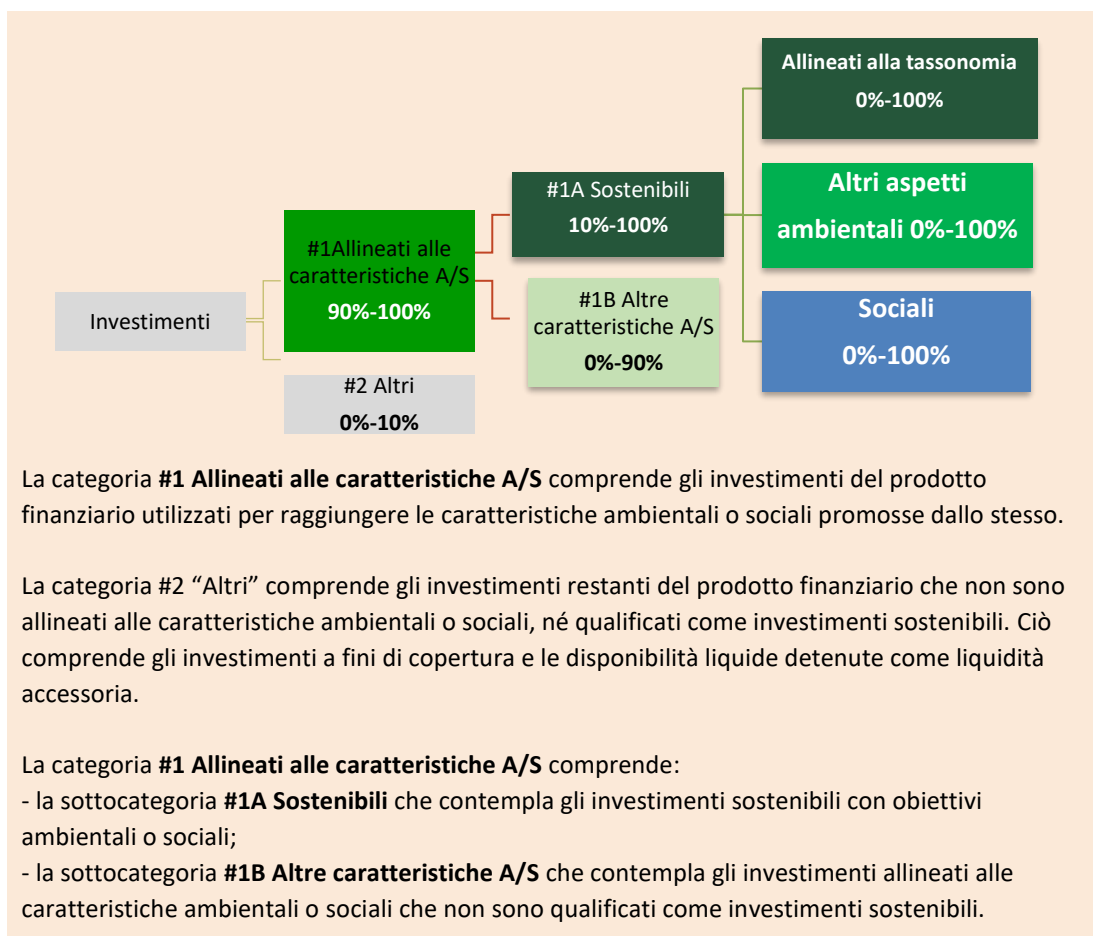 Allineati alla tassonomia
0%-100%
Altri aspetti
ambientali 0%-100%
#1A Sostenibili
10%-100%
#1Allineati alle
caratteristiche A/S
90%-100%
#1B Altre
caratteristiche A/S
0%-90%
Sociali
0%-100%
Investimenti
#2 Altri
0%-10%
La categoria #1 Allineati alle caratteristiche A/S comprende gli investimenti del prodotto
finanziario utilizzati per raggiungere le caratteristiche ambientali o sociali promosse dallo stesso.
La categoria #2 “Altri” comprende gli investimenti restanti del prodotto finanziario che non sono
allineati alle caratteristiche ambientali o sociali, né qualificati come investimenti sostenibili. Ciò
comprende gli investimenti a fini di copertura e le disponibilità liquide detenute come liquidità
accessoria.
La categoria #1 Allineati alle caratteristiche A/S comprende:
- la sottocategoria #1A Sostenibili che contempla gli investimenti sostenibili con obiettivi
ambientali o sociali;
- la sottocategoria #1B Altre caratteristiche A/S che contempla gli investimenti allineati alle
caratteristiche ambientali o sociali che non sono qualificati come investimenti sostenibili.